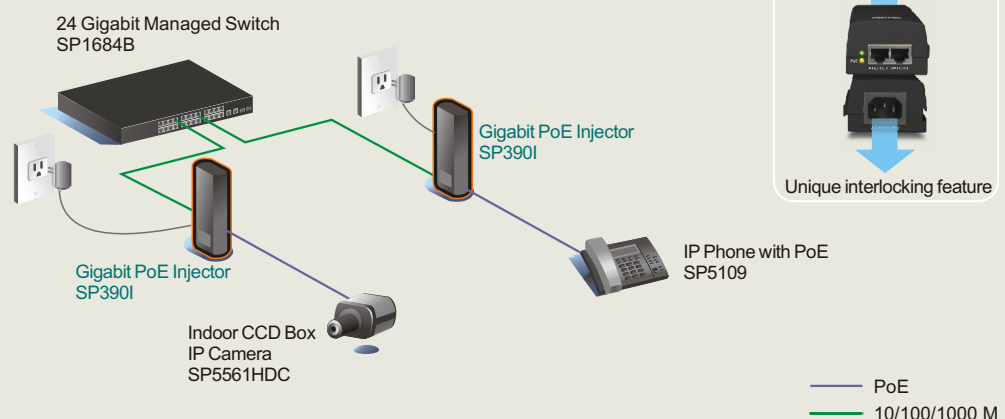 24 Gigabit Managed Switch
SP1684B
Gigabit PoE Injector
SP390I
PoE
Unique interlocking feature
Gigabit PoE Injector
SP390I
IP Phone with PoE
SP5109
Indoor CCD Box
IP Camera
SP5561HDC
PoE
10/100/1000 M